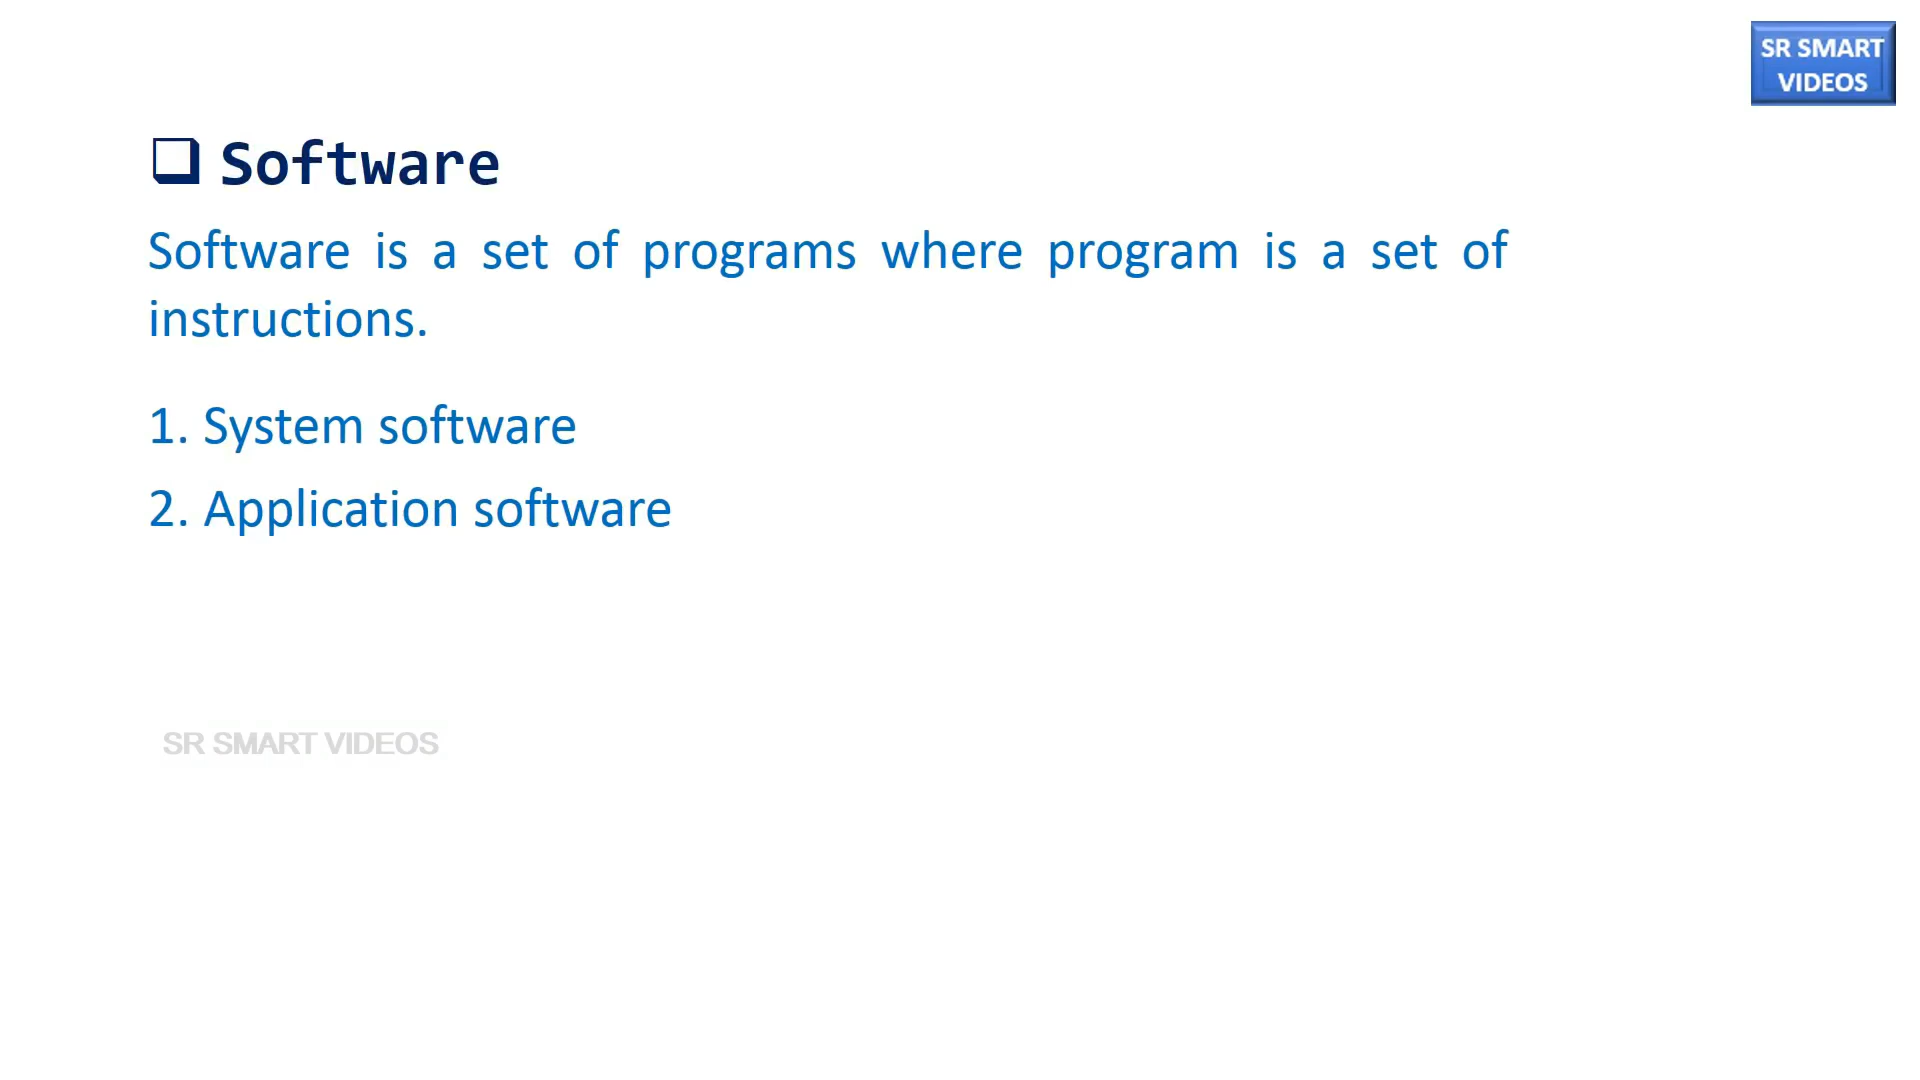 SR SMART
VIDEOS
Software
Software is a set of programs where program is a set of
instructions.
1. System software
2. Application software
SR SMART VIDEOS